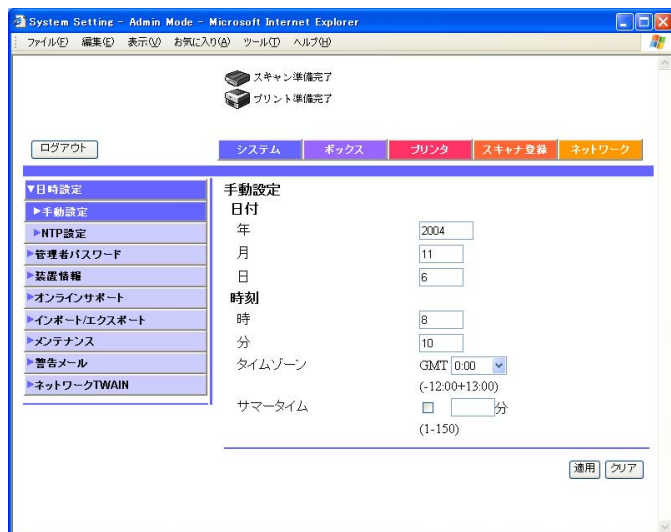 System Setting - Admin Mode - Microsoft Internet Explorer
ファイル(F) 編集(E) 表示(V) お気に入り(A) ツール(T) ヘルプ(H)
スキャン準備完了
プリント準備完了
ログアウト
システム ボックス プリンタ スキャナ登録 ネットワーク
▼日時設定
▶手動設定
▶NTP設定
▶管理者パスワード
▶装置情報
▶オンラインサポート
▶インポート/エクスポート
▶メンテナンス
▶警告メール
▶ネットワークTWAIN
手動設定
日付
年 2004
月 11
日 6
時刻
時 8
分 10
タイムゾーン GMT 0:00
(-12:00+13:00)
サマータイム 分
(1-150)
適用 クリア